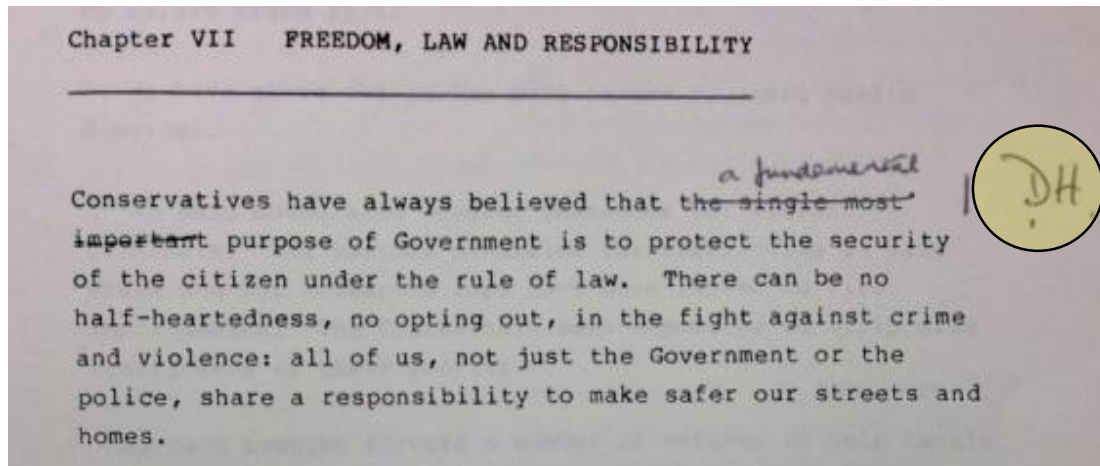 Chapter VII FREEDOM, LAW AND RESPONSIBILITY
a fundamental
Conservatives have always believed that the single most DH.
important purpose of Government is to protect the security
of the citizen under the rule of law. There can be no
half-heartedness, no opting out, in the fight against crime
and violence: all of us, not just the Government or the
police, share a responsibility to make safer our streets and
homes.